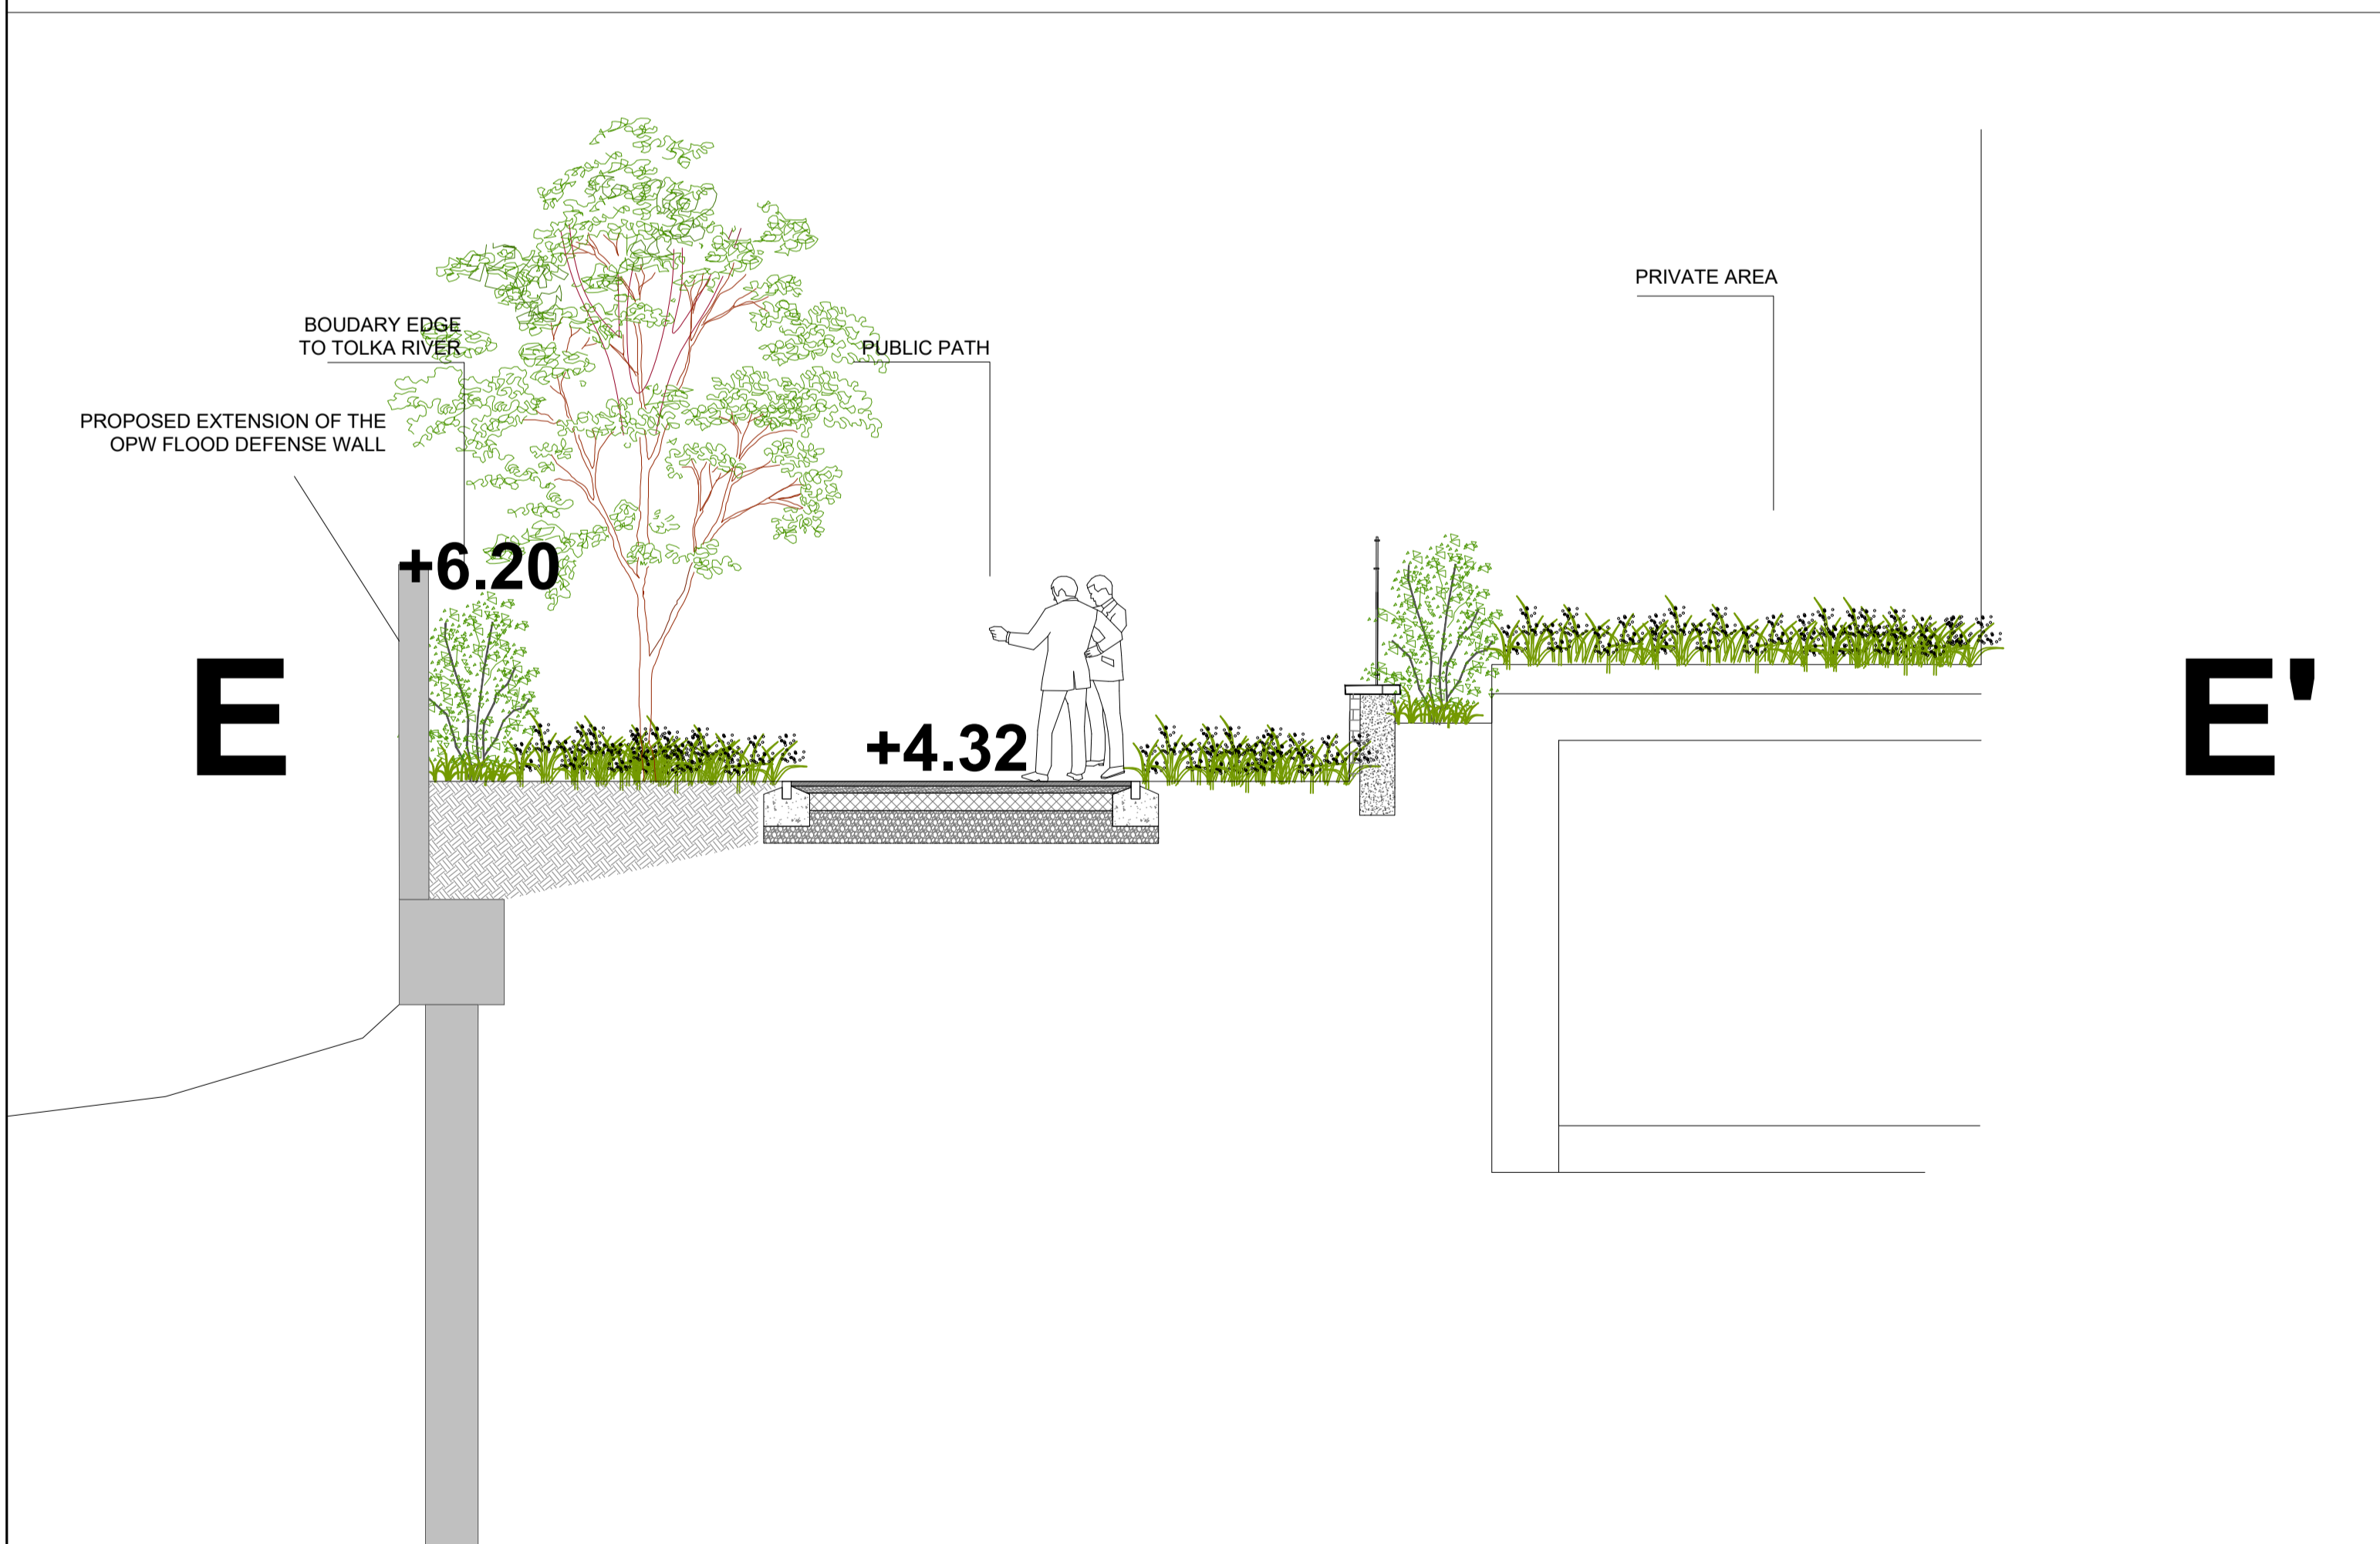 PRIVATE AREA
BOUDARY EDGE
TO TOLKA RIVER
PUBLIC PATH
PROPOSED EXTENSION OF THE
OPW FLOOD DEFENSE WALL
+6.20
E
E'
+4.32